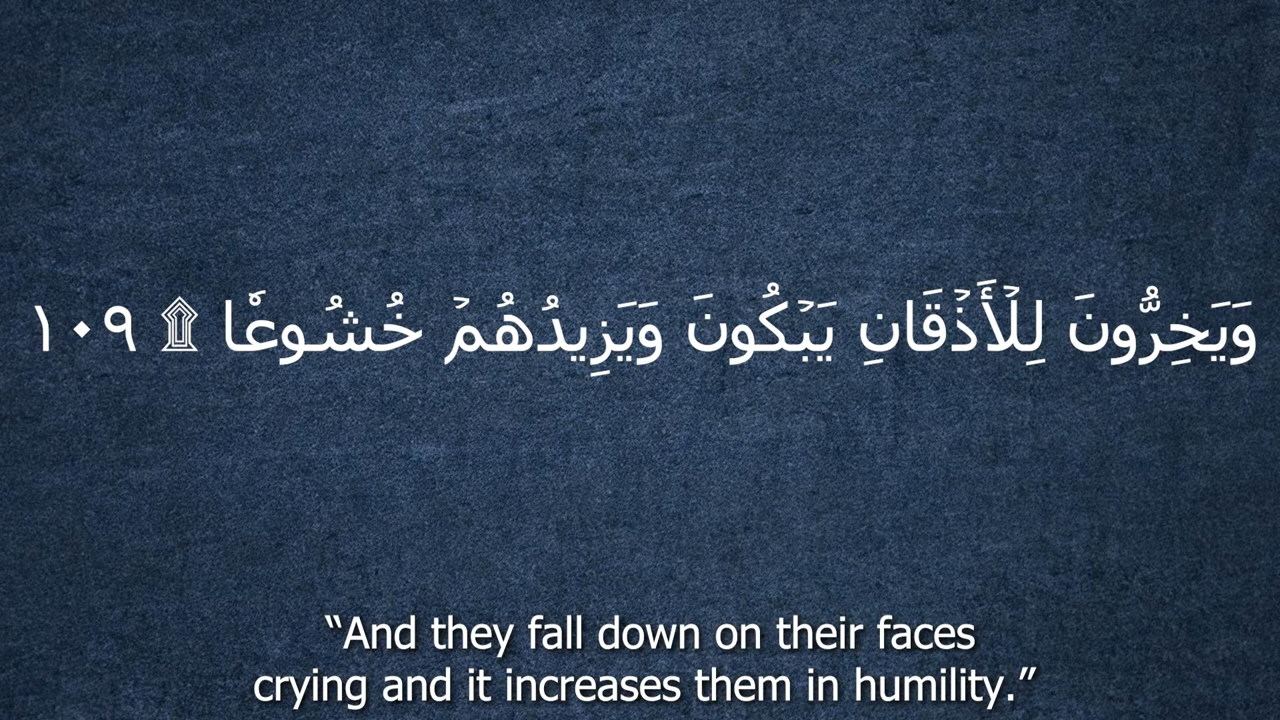 وَيَخِرُّونَ لِلۡأَذۡقَانِ يَبۡكُونَ وَيَزِيدُهُمۡ خُشُوعٗا ۩ ١٠٩
“And they fall down on their faces
crying and it increases them in humility.”